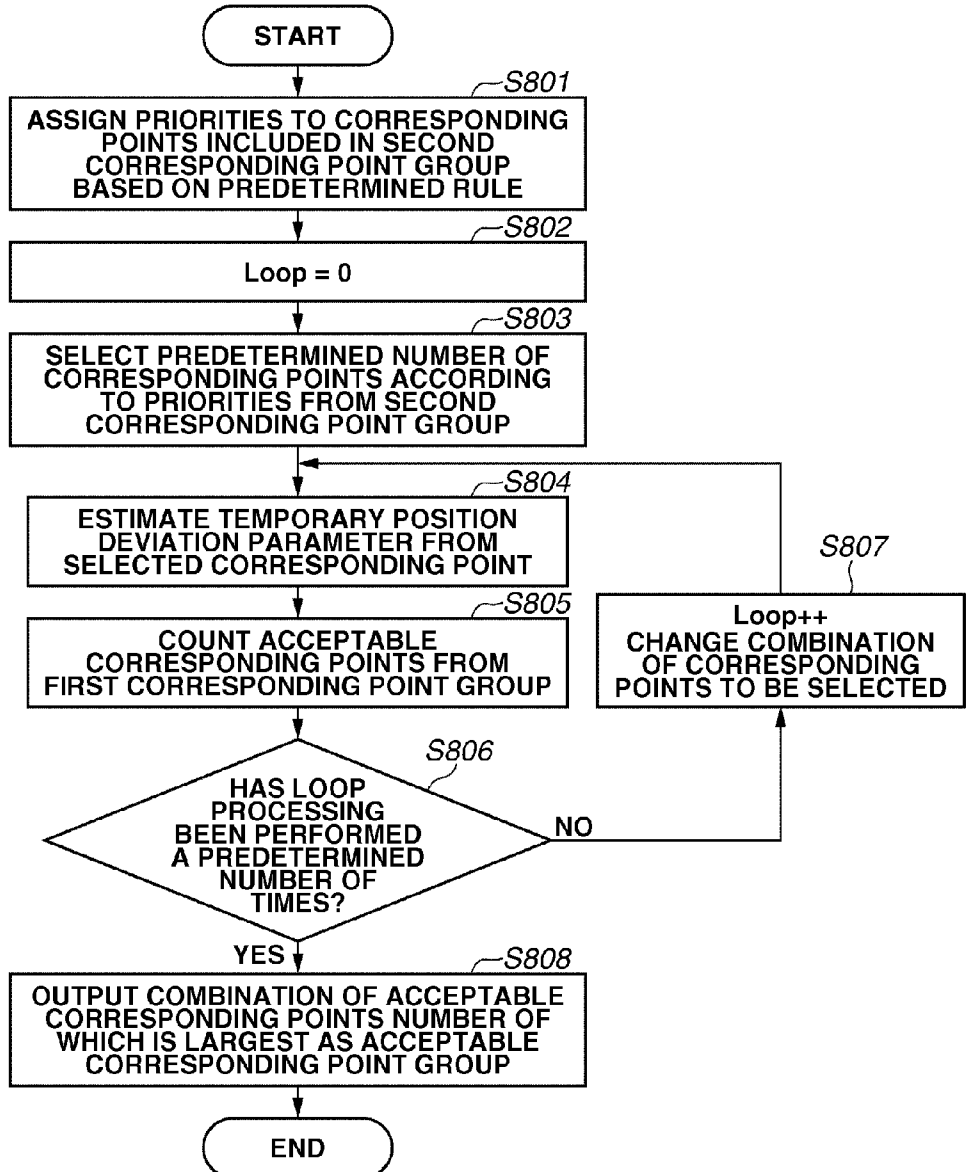 START
S801
ASSIGN PRIORITIES TO CORRESPONDING
POINTS INCLUDED IN SECOND
CORRESPONDING POINT GROUP
BASED ON PREDETERMINED RULE
S802
Loop = 0
S803
SELECT PREDETERMINED NUMBER OF
CORRESPONDING POINTS ACCORDING
TO PRIORITIES FROM SECOND
CORRESPONDING POINT GROUP
S804
ESTIMATE TEMPORARY POSITION
DEVIATION PARAMETER FROM
SELECTED CORRESPONDING POINT
S805
COUNT ACCEPTABLE
CORRESPONDING POINTS FROM
FIRST CORRESPONDING POINT GROUP
S806
HAS LOOP
PROCESSING
BEEN PERFORMED
A PREDETERMINED
NUMBER OF
TIMES?
NO
S807
Loop++
CHANGE COMBINATION
OF CORRESPONDING
POINTS TO BE SELECTED
YES
S808
OUTPUT COMBINATION OF ACCEPTABLE
CORRESPONDING POINTS NUMBER OF
WHICH IS LARGEST AS ACCEPTABLE
CORRESPONDING POINT GROUP
END